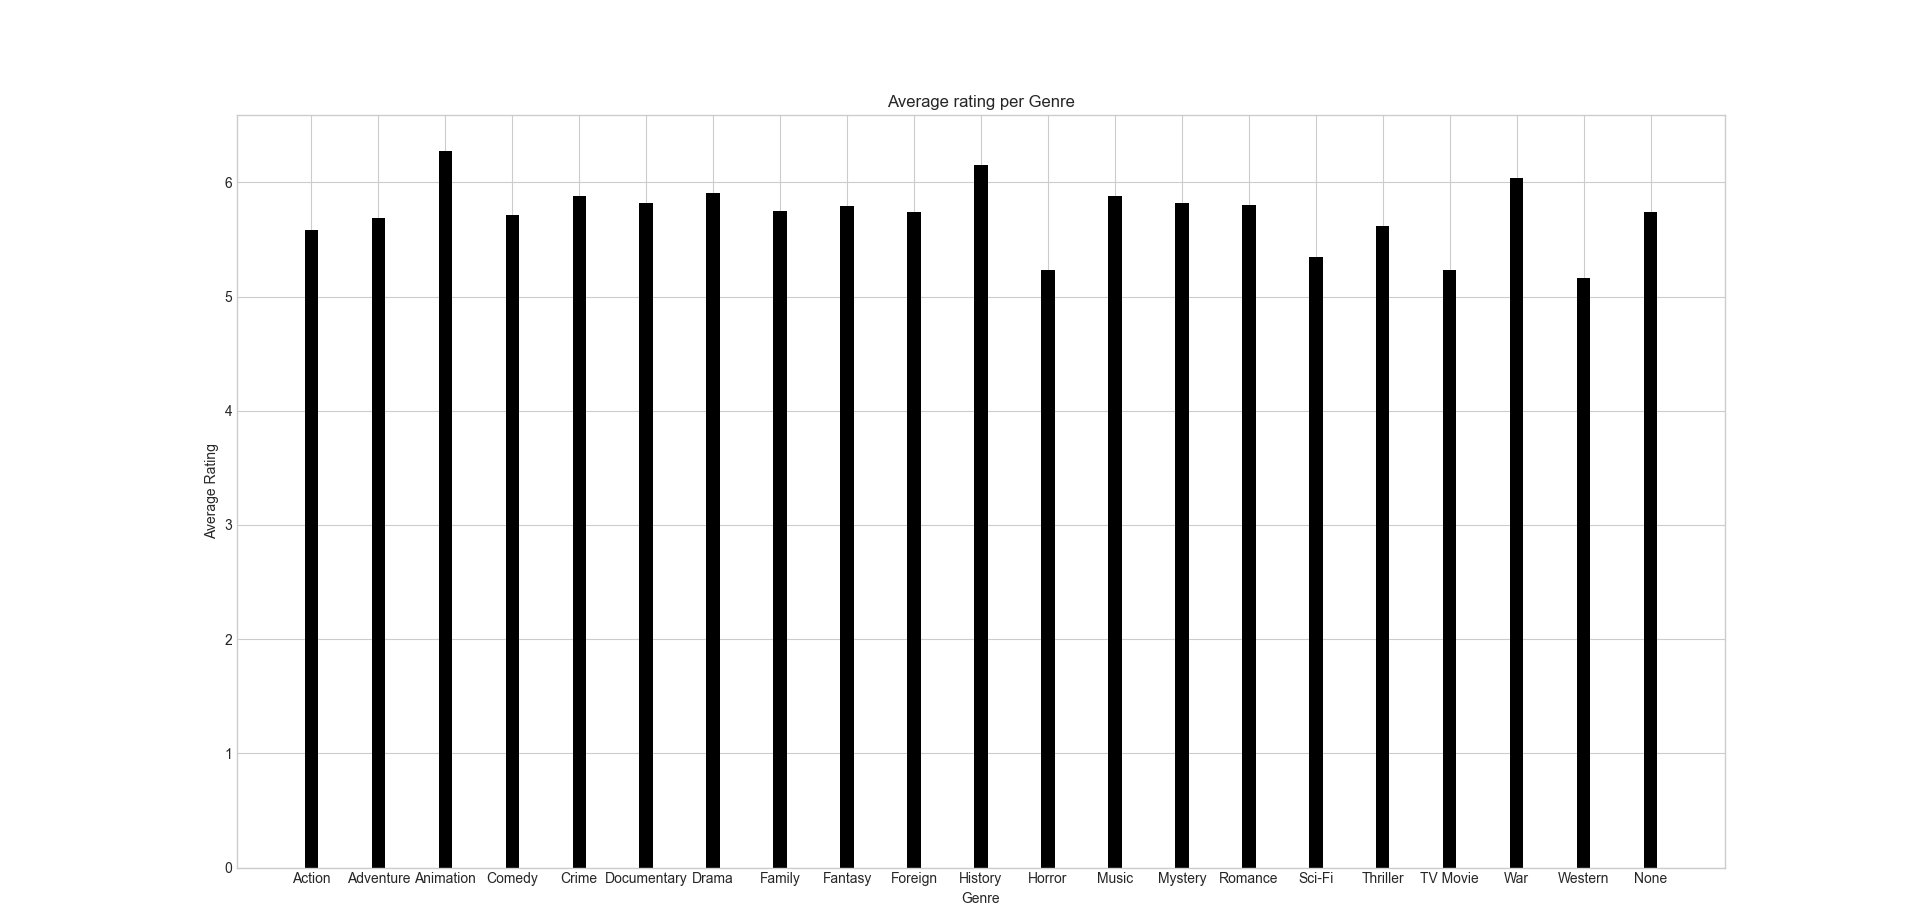 Average rating per Genre
6
5
4
3
2
1
0
Average Rating
Action Adventure Animation Comedy Crime Documentary Drama Family Fantasy Foreign History Horror Music Mystery Romance Sci-Fi Thriller TV Movie War Western None
Genre